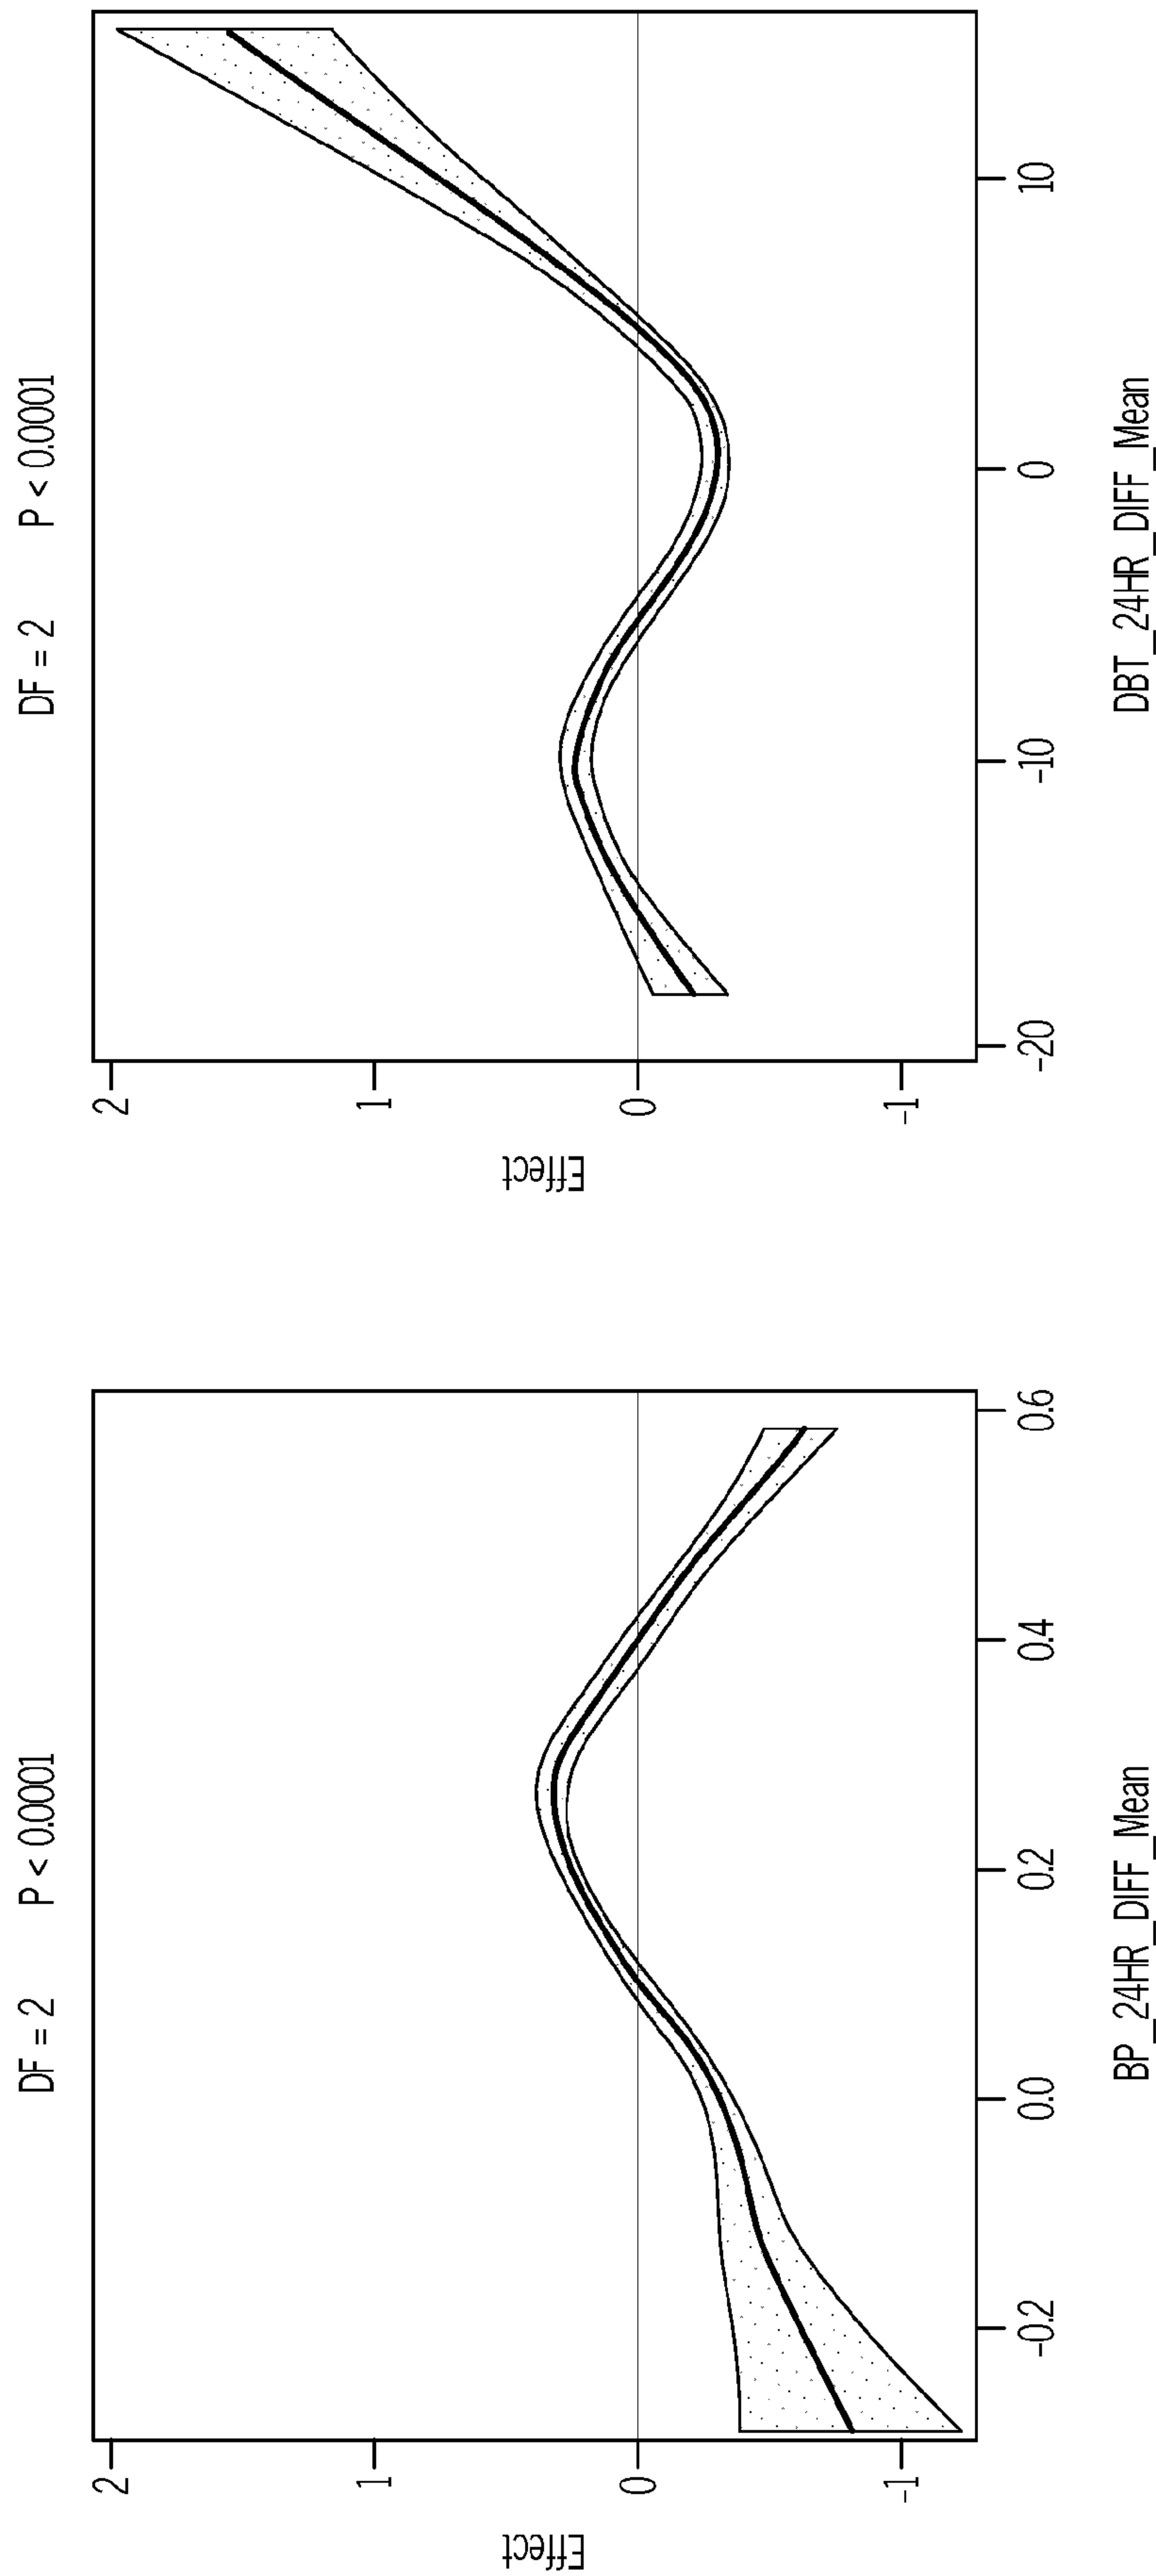 DF = 2 P < 0.0001
Effect
2
1
0
-1
-0.2
0.0
0.2
0.4
0.6
BP_24HR_DIFF_Mean
DF = 2 P < 0.0001
Effect
2
1
0
-1
-20
-10
0
10
DBT_24HR_DIFF_Mean